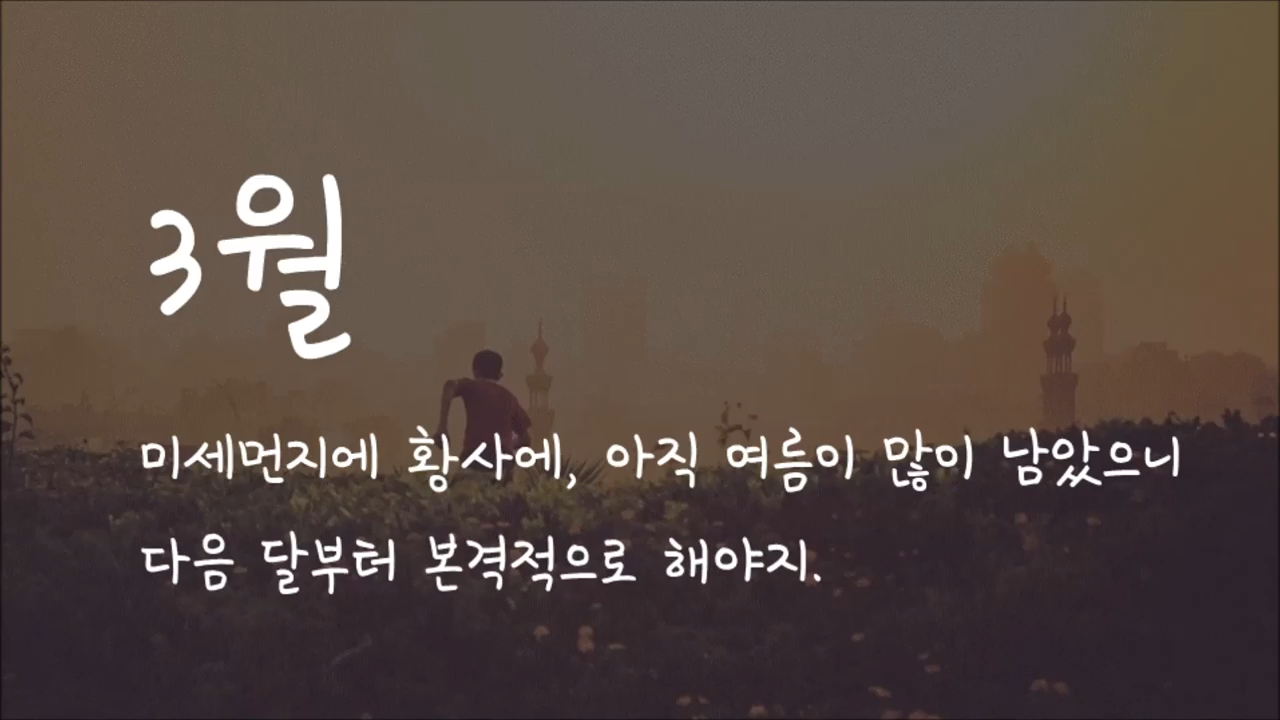 3월
미세먼지에 황사에, 아직 여름이 많이 남았으니
다음 달부터 본격적으로 해야지.